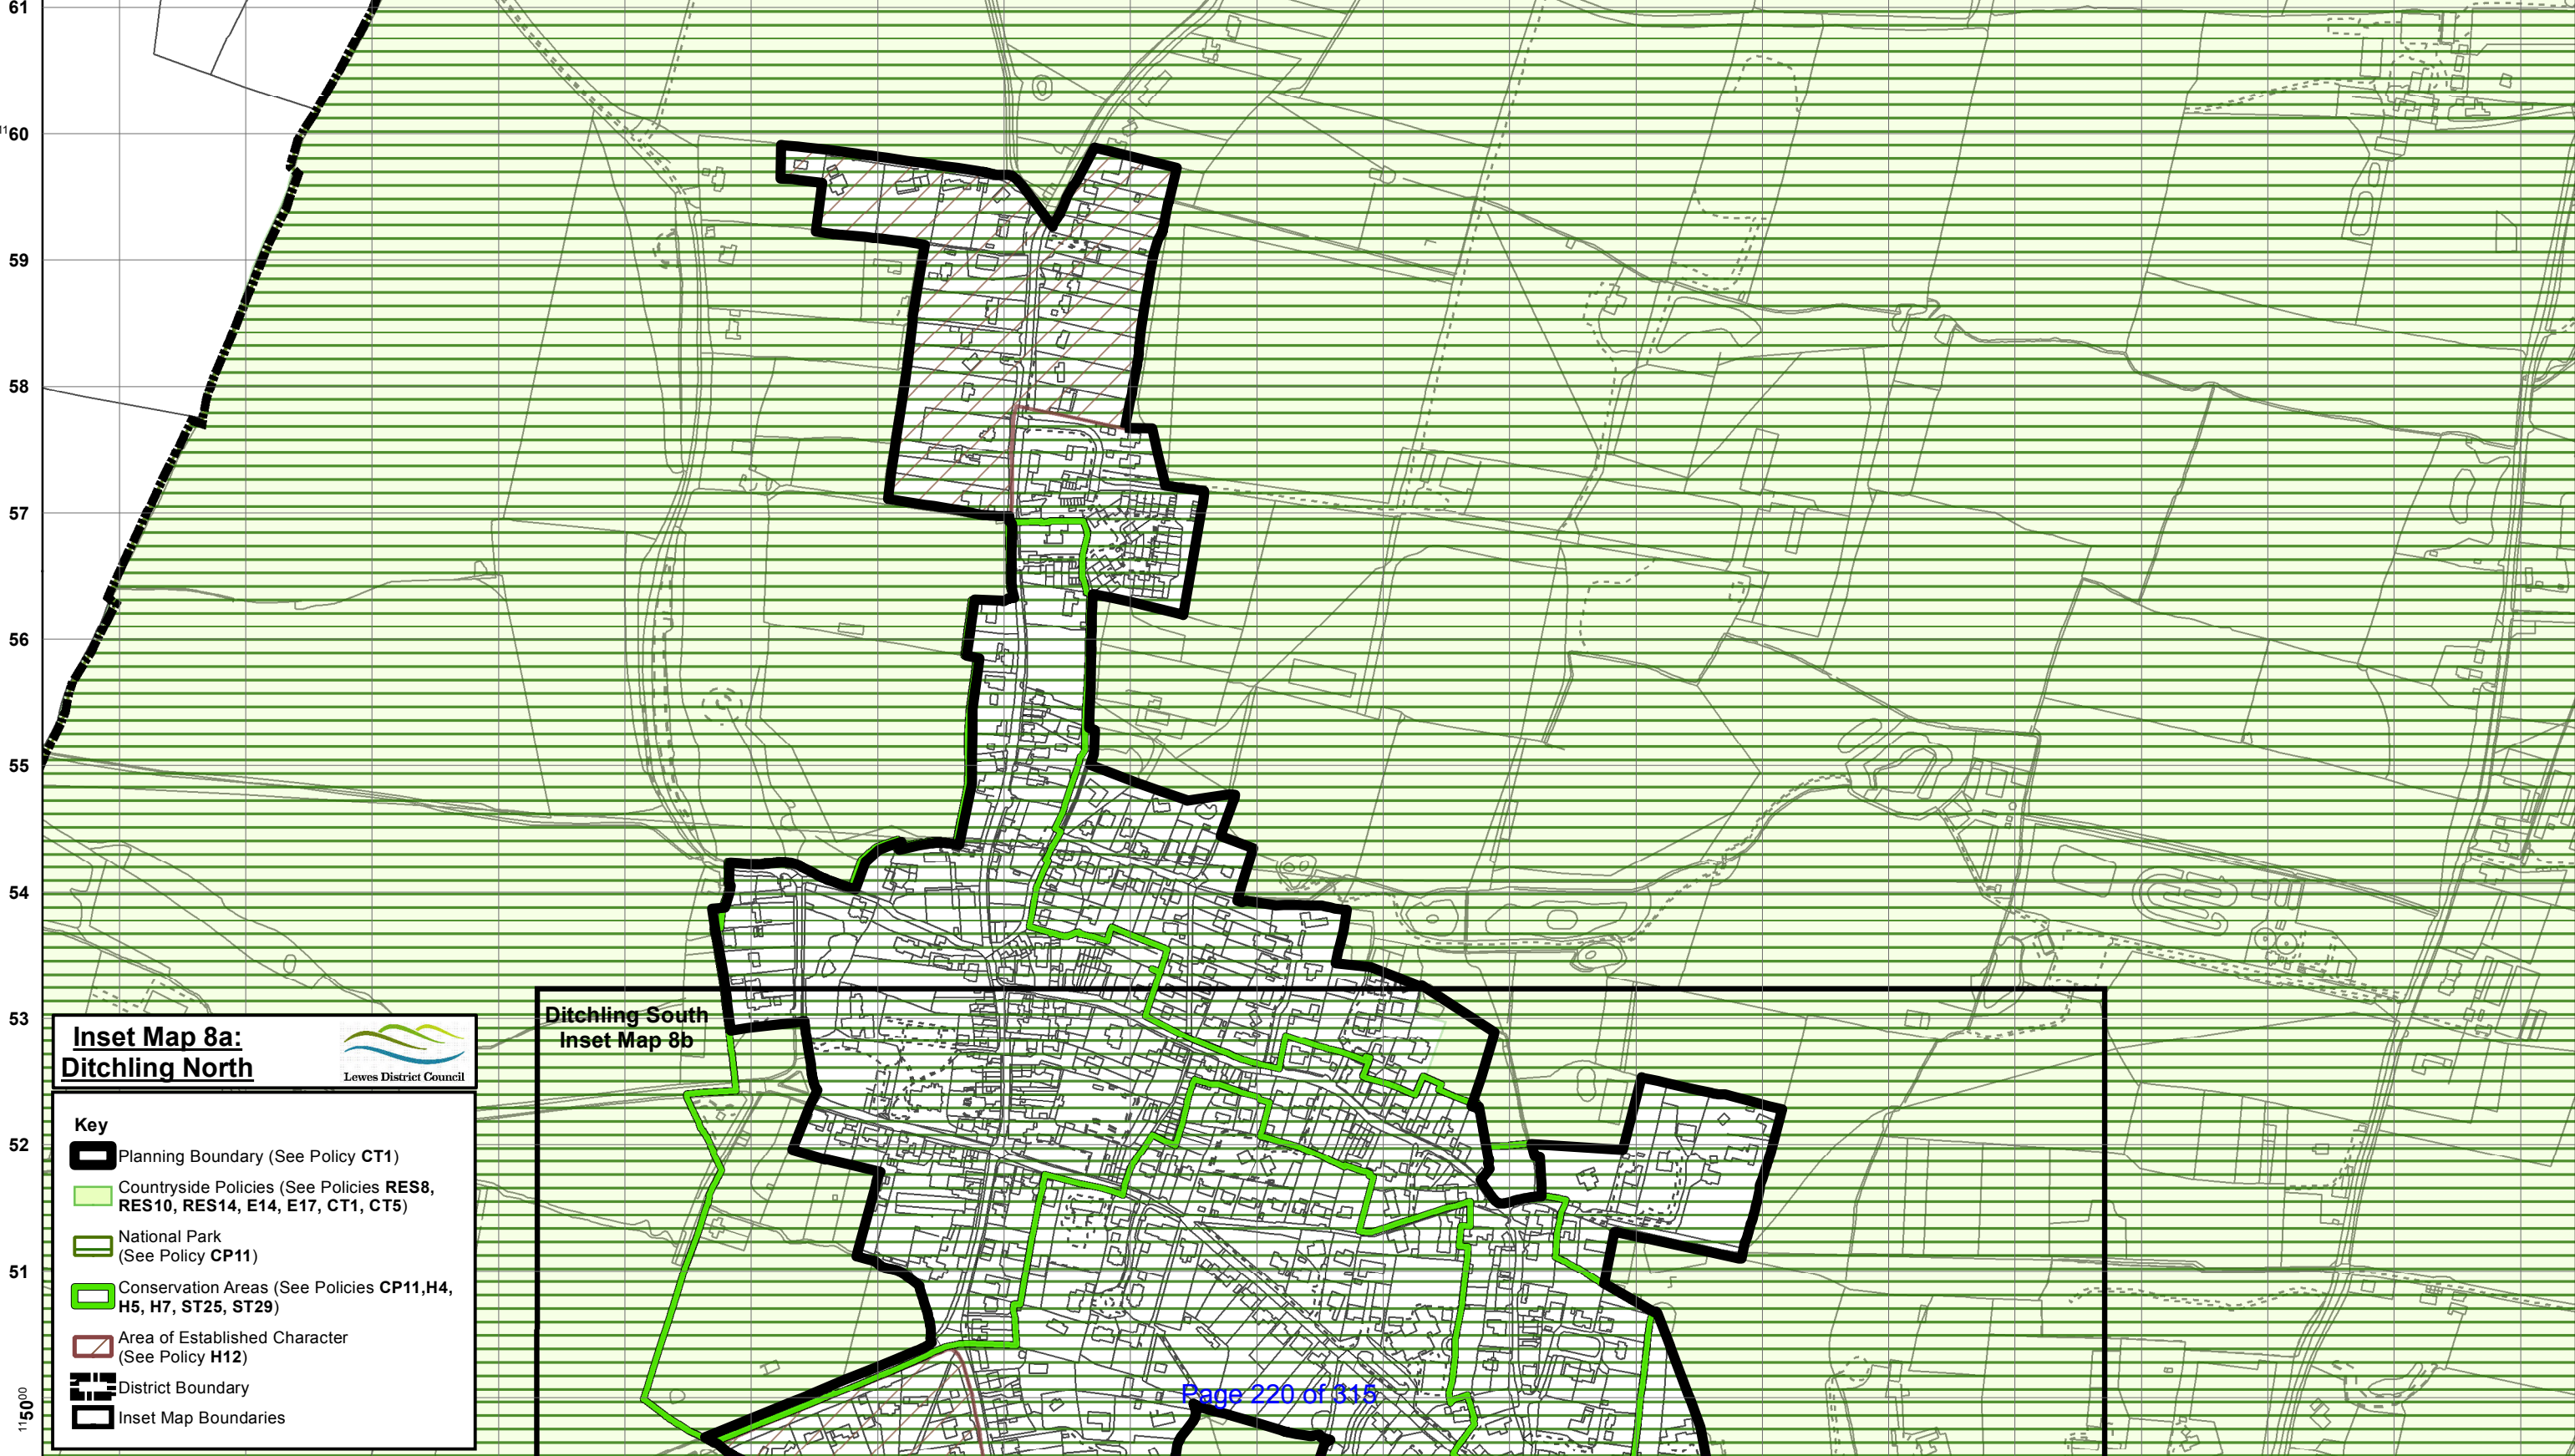 61
1160
59
58
57
56
55
54
53
52
51
115000
Ditchling South
Inset Map 8b
Inset Map 8a:
Ditchling North
Lewes District Council
Key
Planning Boundary (See Policy CT1)
Countryside Policies (See Policies RES8,
RES10, RES14, E14, E17, CT1, CT5)
National Park
(See Policy CP11)
Conservation Areas (See Policies CP11,H4,
H5, H7, ST25, ST29)
Area of Established Character
(See Policy H12)
District Boundary
Inset Map Boundaries
Page 220 of 315